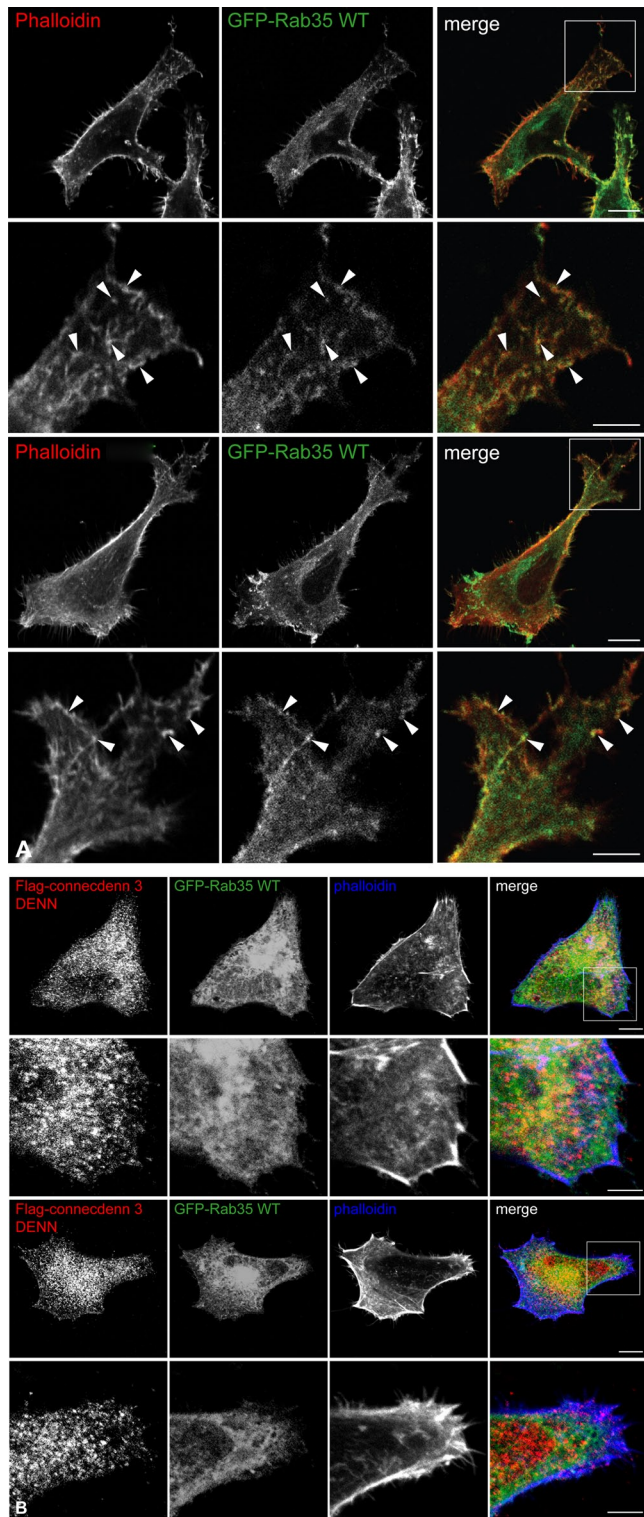 Phalloidin GFP-Rab35 WT merge
Phalloidin GFP-Rab35 WT merge
A
Flag-connecdenn 3 GFP-Rab35 WT phalloidin merge
DENN
Flag-connecdenn 3 GFP-Rab35 WT phalloidin merge
DENN
B